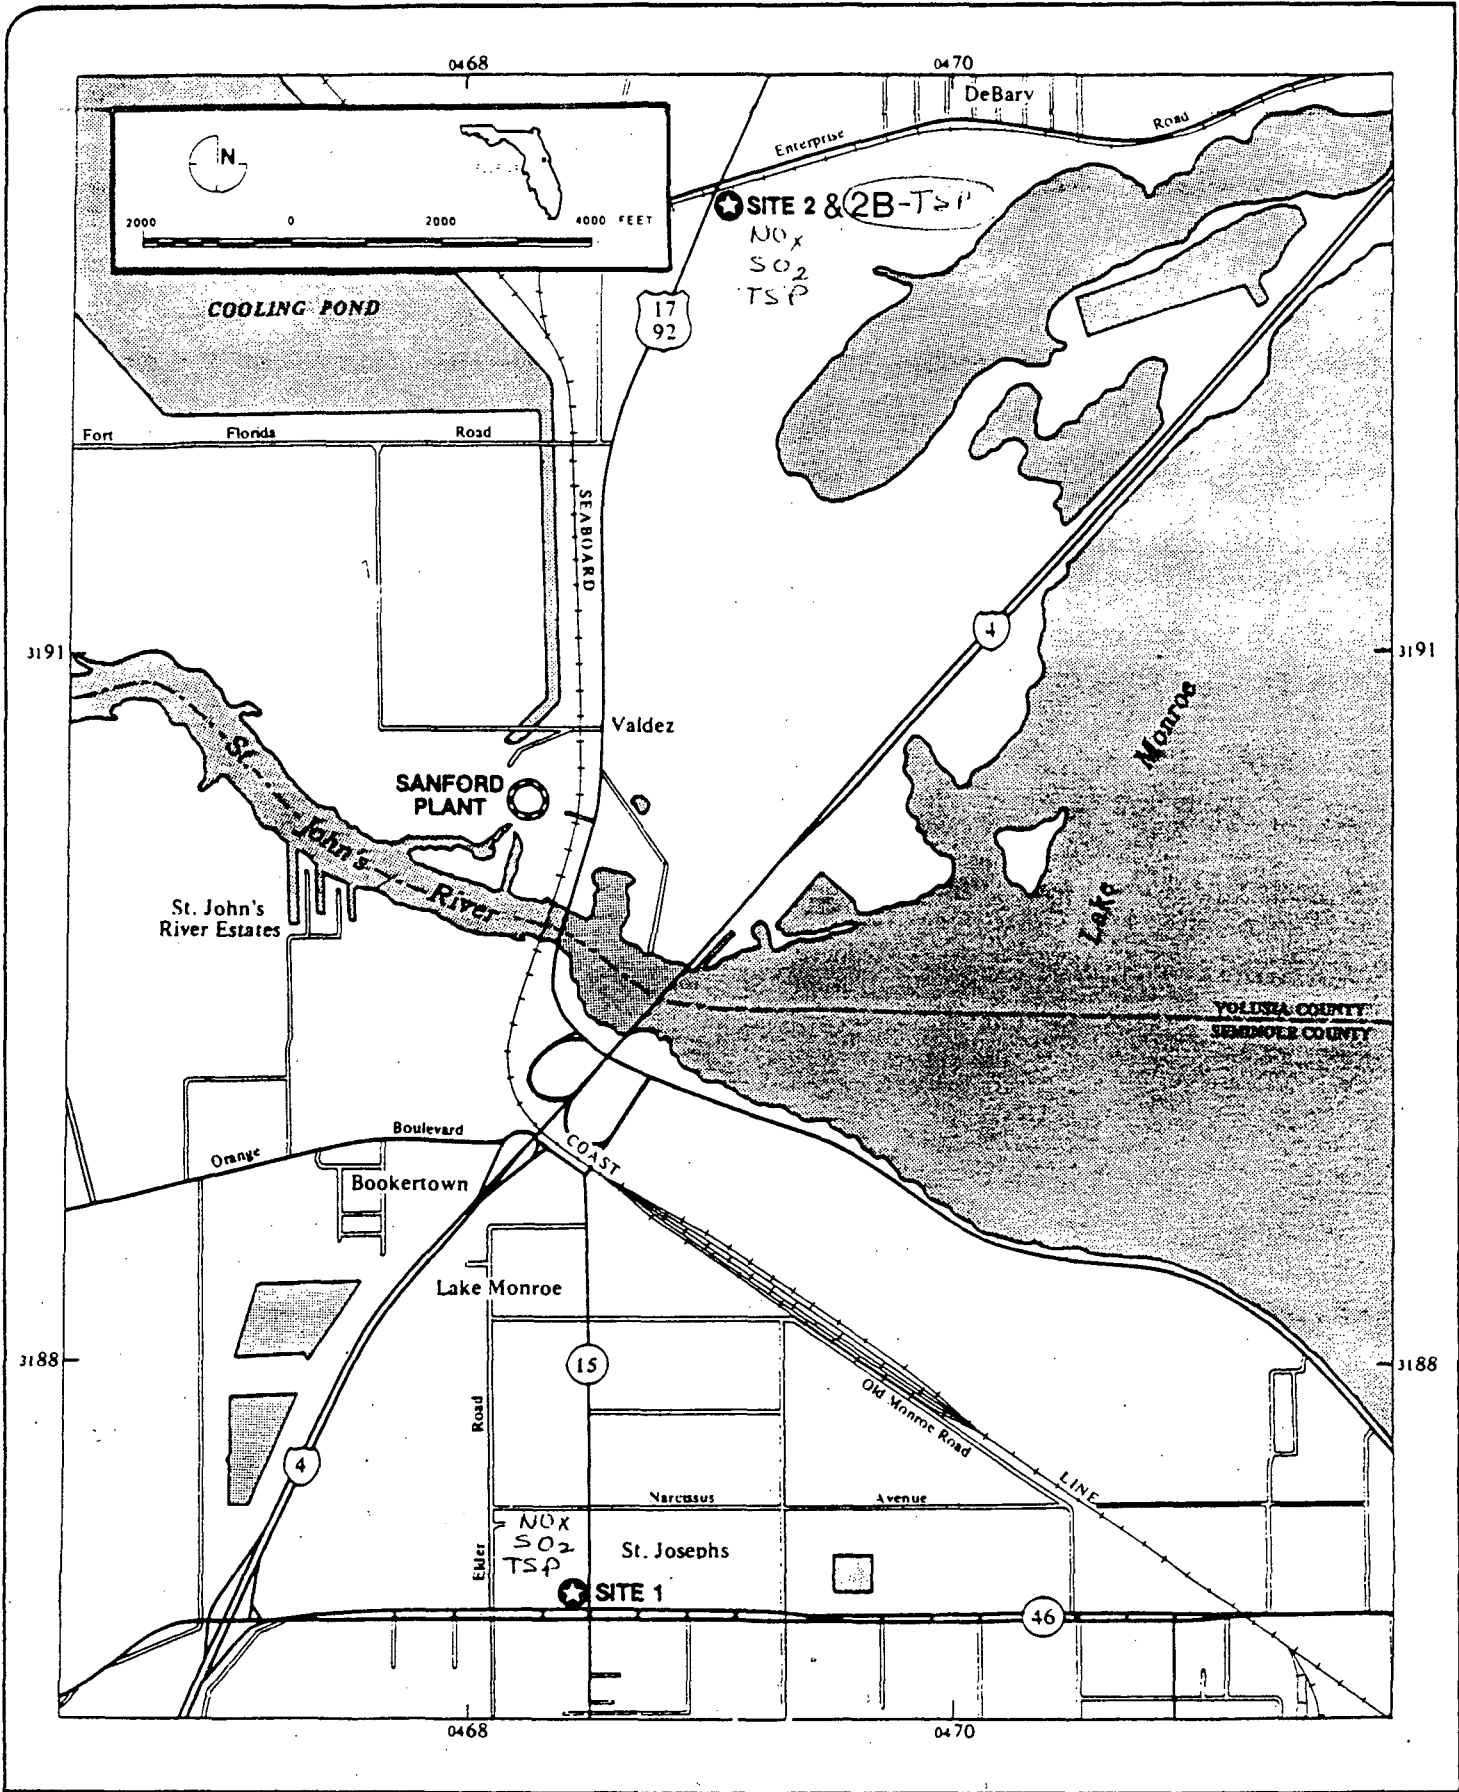 0468 0470
DeBary
Enterprise Road
N
2000 0 2000 4000 FEET
SITE 2 & 2B-TSP
NOx
SO2
TSP
COOLING POND
17
92
Fort Florida Road
SEABOARD
4
3191 3191
Monroe
Valdez
St.
SANFORD
PLANT
John's
River
Lake
St. John's
River Estates
VOLUSIA COUNTY
SEMINOLE COUNTY
Boulevard
Orange
COAST
Bookertown
Lake Monroe
3188 3188
15
Old Monroe Road
Road
4
LINE
Narcissus Avenue
NOx
SO2
TSP
Elder
St. Josephs
SITE 1
46
0468 0470